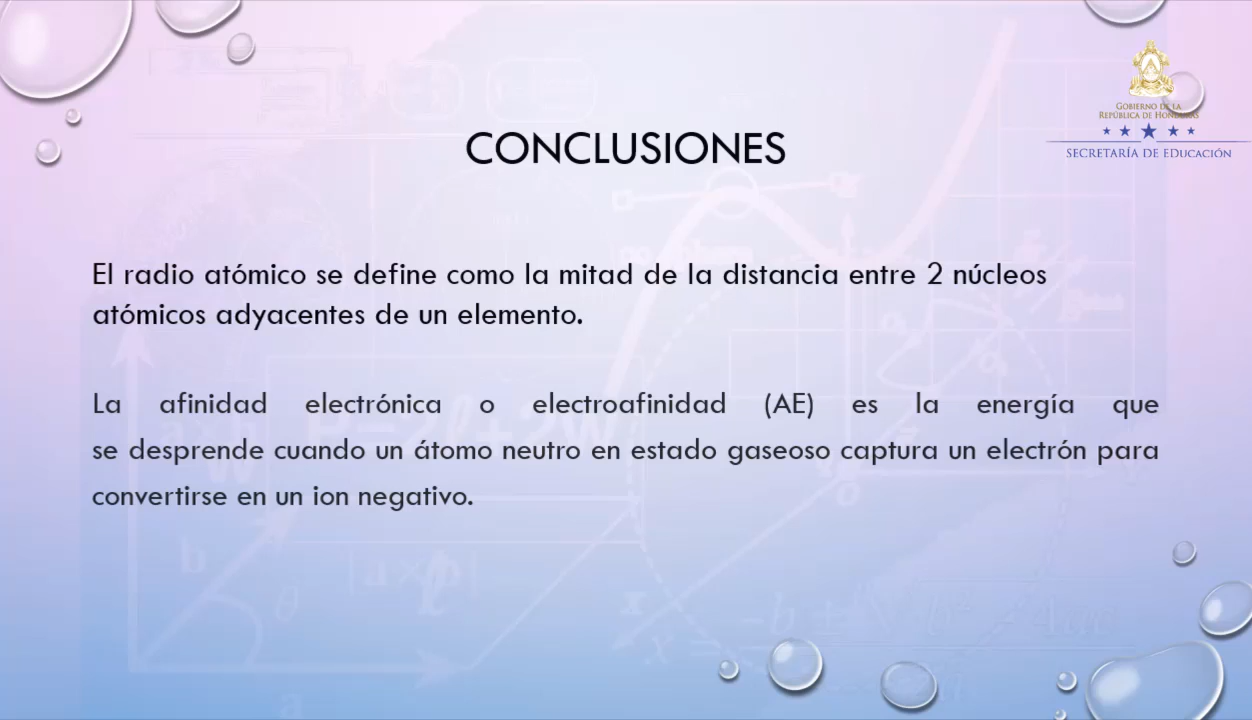 CONCLUSIONES
GOBIERNO DE LA
REPÚBLICA DE HONDURAS
SECRETARÍA DE EDUCACIÓN
El radio atómico se define como la mitad de la distancia entre 2 núcleos
atómicos adyacentes de un elemento.
La afinidad electrónica o electroafinidad (AE) es la energía que
se desprende cuando un átomo neutro en estado gaseoso captura un electrón para
convertirse en un ion negativo.